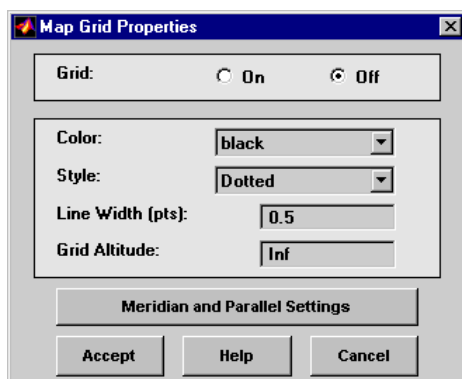 Map Grid Properties
Grid: On Off
Color: black
Style: Dotted
Line Width (pts): 0.5
Grid Altitude: Inf
Meridian and Parallel Settings
Accept Help Cancel